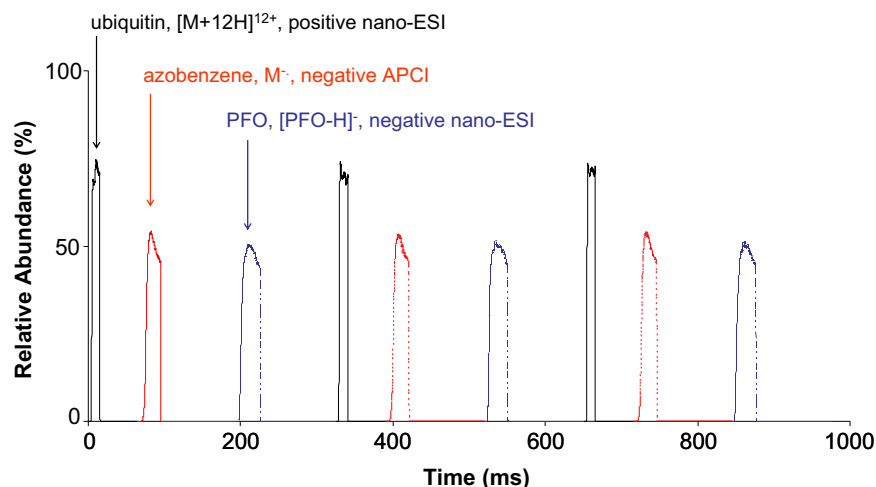 ubiquitin, [M+12H]¹²⁺, positive nano-ESI
100
azobenzene, M⁻·, negative APCI
PFO, [PFO-H]⁻, negative nano-ESI
Relative Abundance (%)
50
0
0 200 400 600 800 1000
Time (ms)